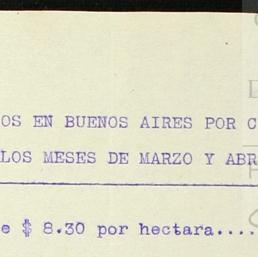 OS EN BUENOS AIRES POR C
LOS MESES DE MARZO Y ABR
e $ 8.30 por hectara....